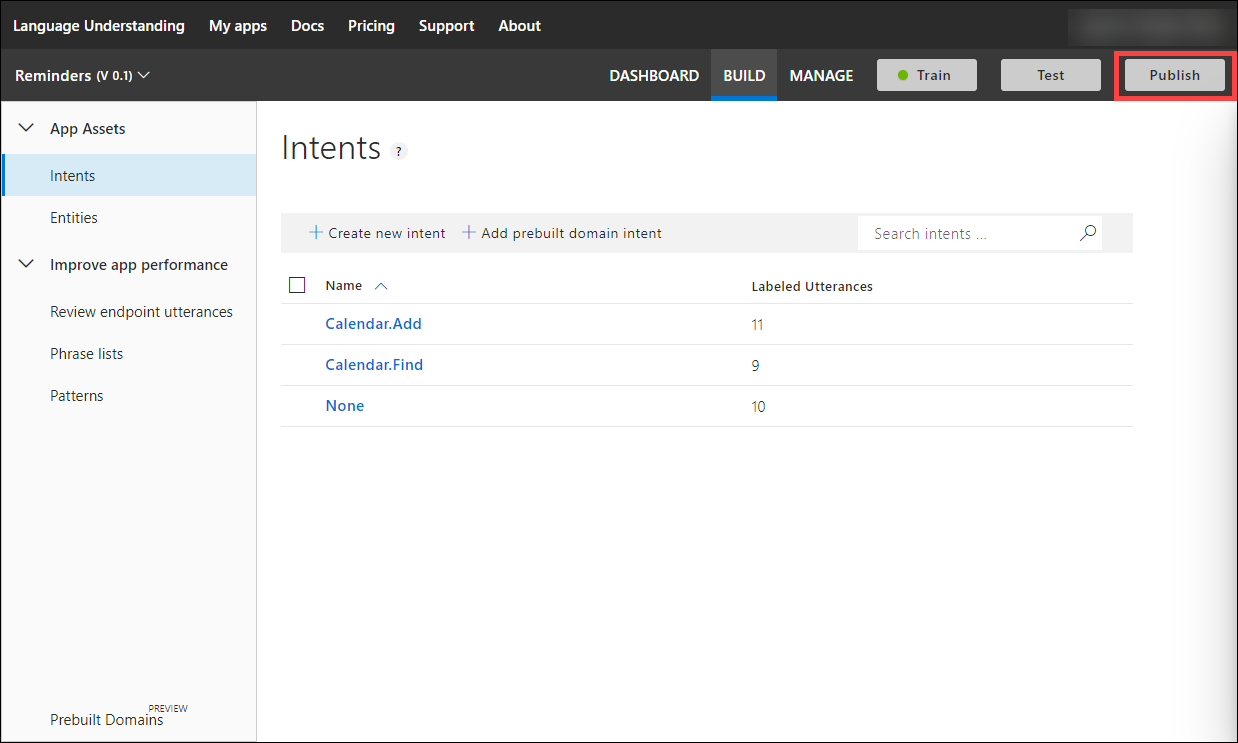 Language Understanding My apps Docs Pricing Support About
Reminders (V 0.1) DASHBOARD BUILD MANAGE Train Test Publish
App Assets
Intents
Entities
Improve app performance
Review endpoint utterances
Phrase lists
Patterns
PREVIEW
Prebuilt Domains
Intents ?
+ Create new intent + Add prebuilt domain intent Search intents ...
Name Labeled Utterances
Calendar.Add 11
Calendar.Find 9
None 10